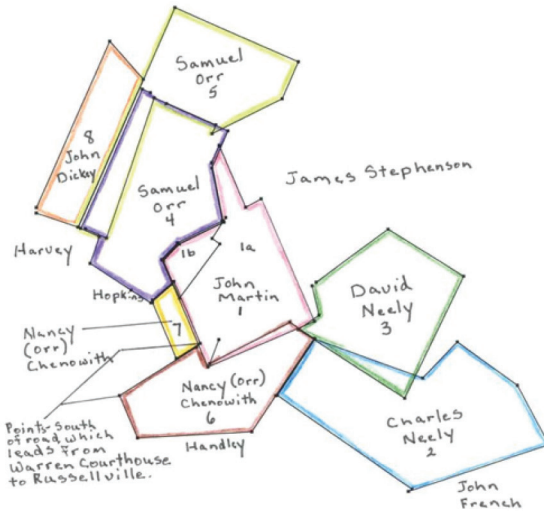 Samuel
Orr
5
8
John
Dickey
Samuel
Orr
4
James Stephenson
Harvey
1b
1a
Hopkins
John
Martin
1
David
Neely
3
Nancy
(Orr)
Chenowith
7
Nancy (Orr)
Chenowith
6
Points-South
of road which
leads From
Warren Courthouse
to Russellville.
Handley
Charles
Neely
2
John
French